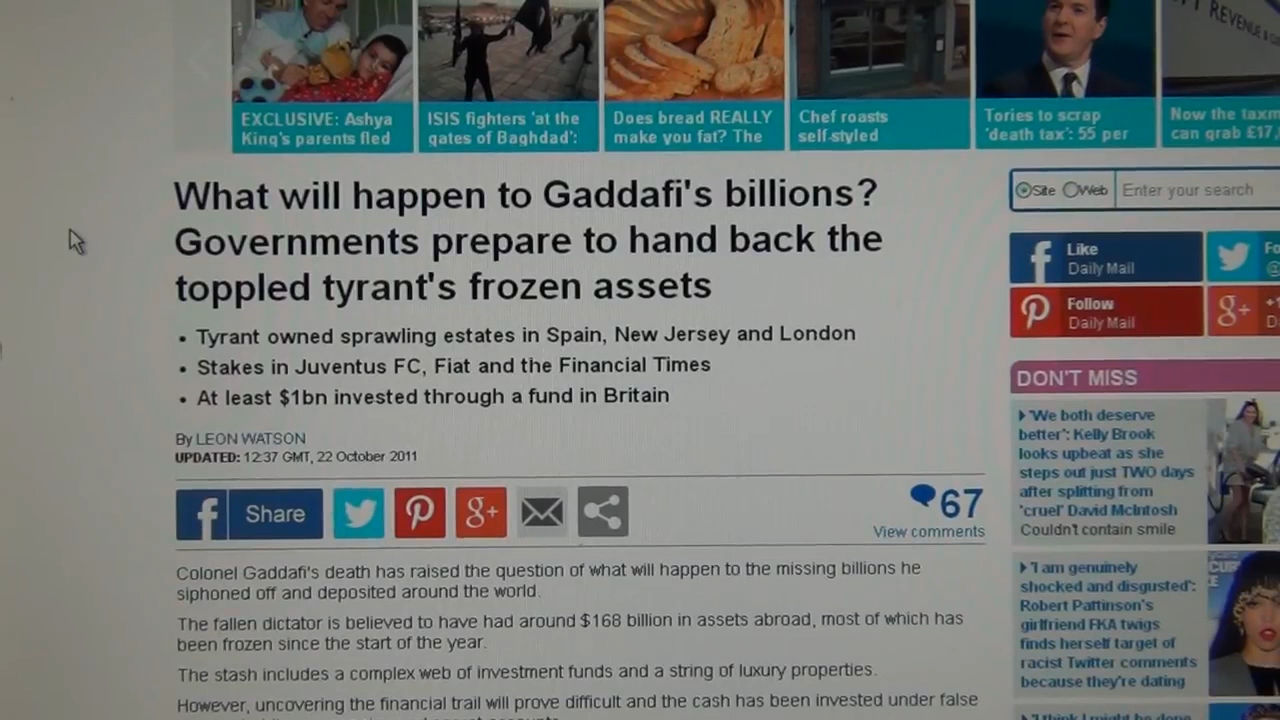 EXCLUSIVE: Ashya
King's parents fled
ISIS fighters 'at the
gates of Baghdad':
Does bread REALLY
make you fat? The
Chef roasts
self-styled
Tories to scrap
'death tax': 55 per
REVENUE &
Now the taxm
can grab £17,
What will happen to Gaddafi's billions?
Governments prepare to hand back the
toppled tyrant's frozen assets
• Tyrant owned sprawling estates in Spain, New Jersey and London
• Stakes in Juventus FC, Fiat and the Financial Times
• At least $1bn invested through a fund in Britain
By LEON WATSON
UPDATED: 12:37 GMT, 22 October 2011
f Share
g+
67
View comments
Colonel Gaddafi's death has raised the question of what will happen to the missing billions he
siphoned off and deposited around the world.
The fallen dictator is believed to have had around $168 billion in assets abroad, most of which has
been frozen since the start of the year.
The stash includes a complex web of investment funds and a string of luxury properties.
However, uncovering the financial trail will prove difficult and the cash has been invested under false
Site Web Enter your search
f Like
Daily Mail
Fo
@
Follow
Daily Mail
g+ +1
D
DON'T MISS
'We both deserve
better': Kelly Brook
looks upbeat as she
steps out just TWO days
after splitting from
'cruel' David McIntosh
Couldn't contain smile
'I am genuinely
shocked and disgusted':
Robert Pattinson's
girlfriend FKA twigs
finds herself target of
racist Twitter comments
because they're dating